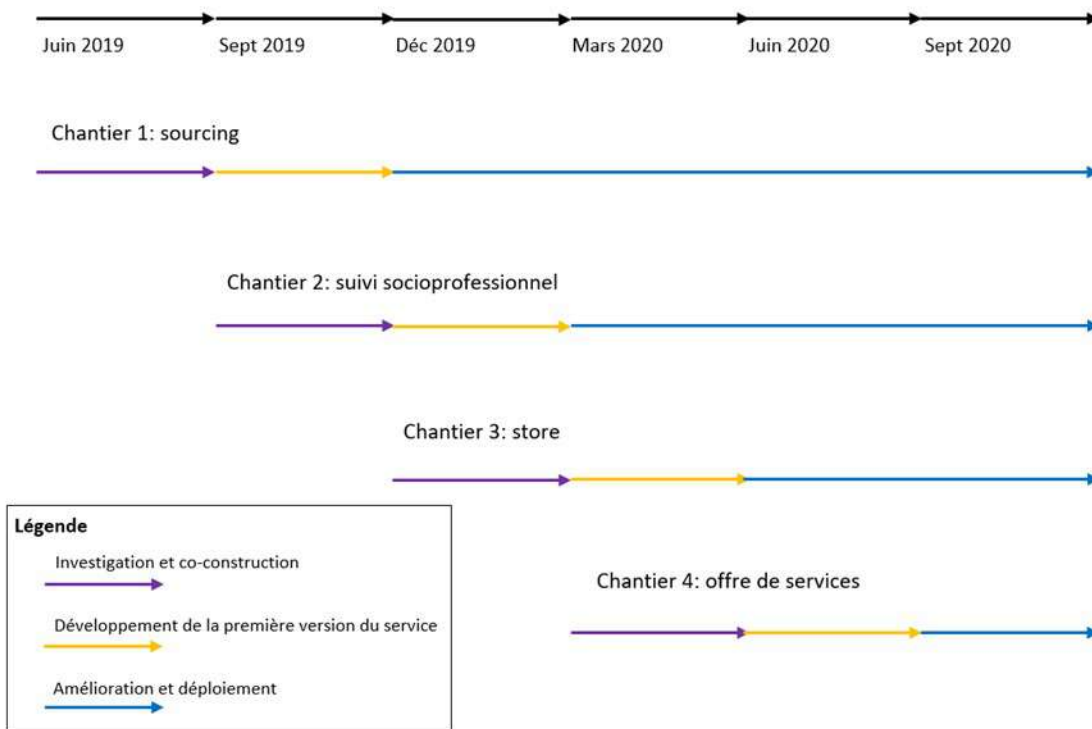 Juin 2019
Sept 2019
Déc 2019
Mars 2020
Juin 2020
Sept 2020
Chantier 1: sourcing
Chantier 2: suivi socioprofessionnel
Chantier 3: store
Légende
Investigation et co-construction
Chantier 4: offre de services
Développement de la première version du service
Amélioration et déploiement